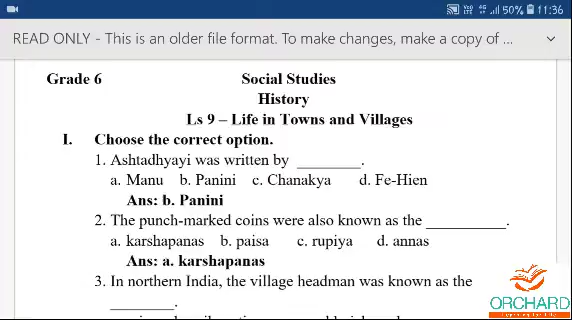 50% 11:36
READ ONLY - This is an older file format. To make changes, make a copy of ...
Grade 6 Social Studies
History
Ls 9 – Life in Towns and Villages
I. Choose the correct option.
1. Ashtadhyayi was written by ________.
a. Manu b. Panini c. Chanakya d. Fe-Hien
Ans: b. Panini
2. The punch-marked coins were also known as the __________.
a. karshapanas b. paisa c. rupiya d. annas
Ans: a. karshapanas
3. In northern India, the village headman was known as the
________.
ORCHARD